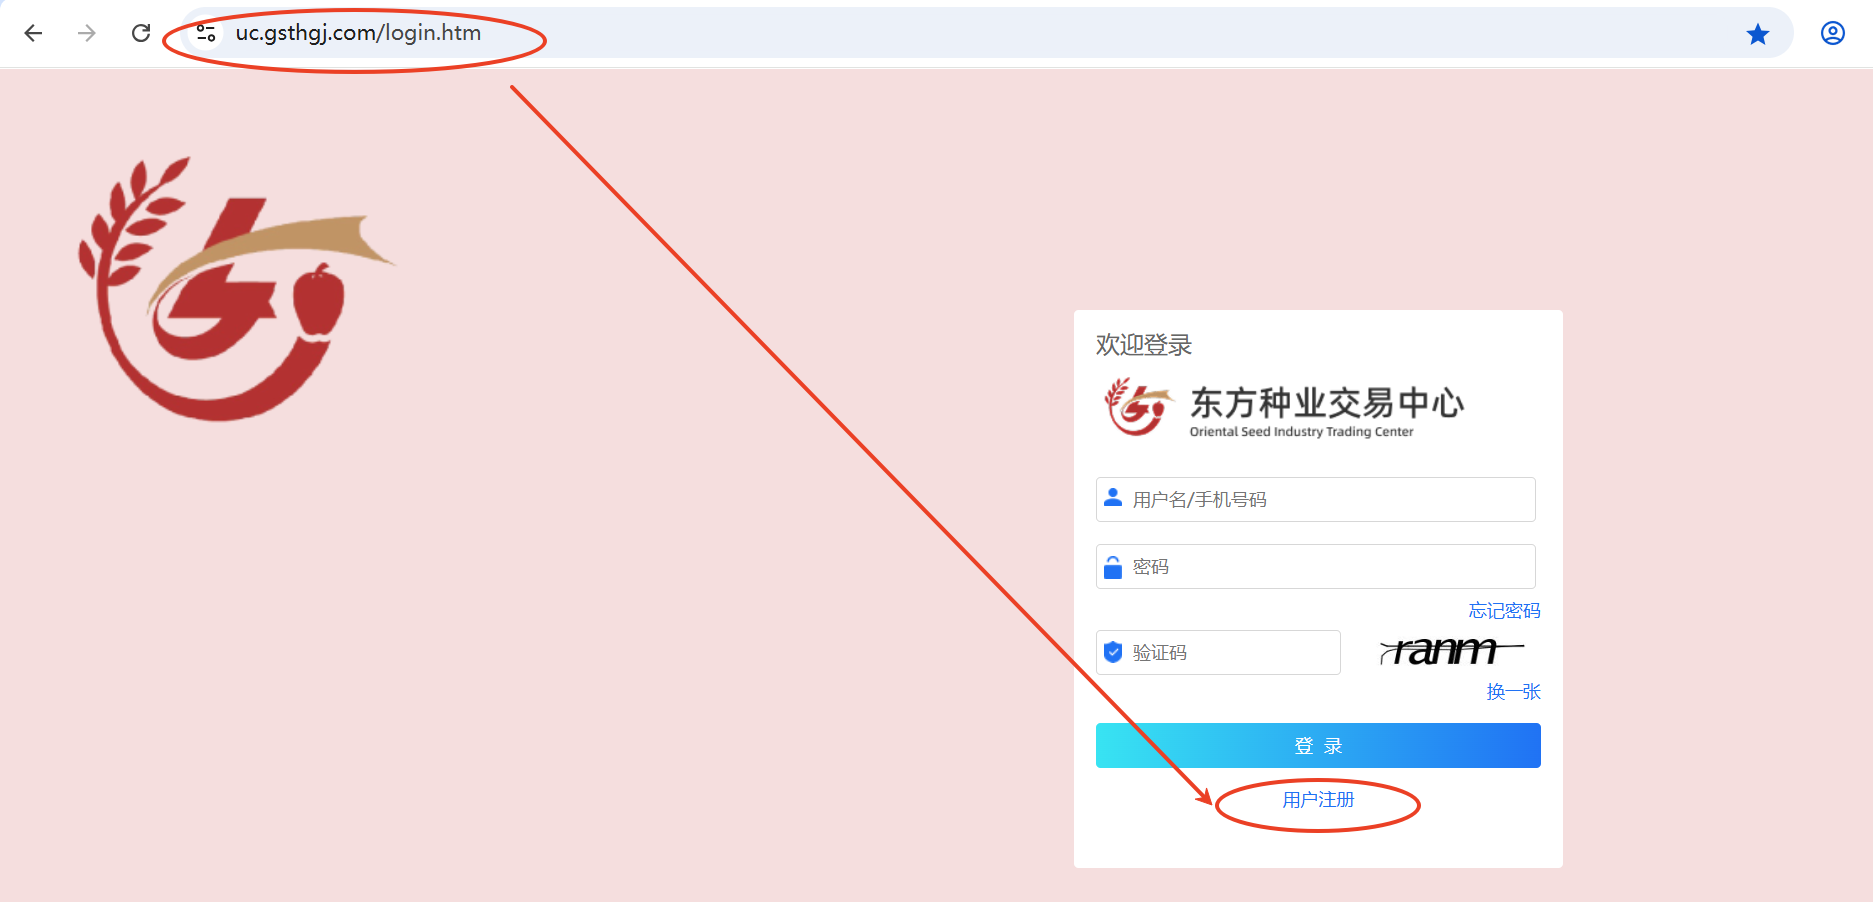 uc.gsthgj.com/login.htm
欢迎登录
东方种业交易中心
Oriental Seed Industry Trading Center
用户名/手机号码
密码
忘记密码
验证码
ranm
换一张
登 录
用户注册